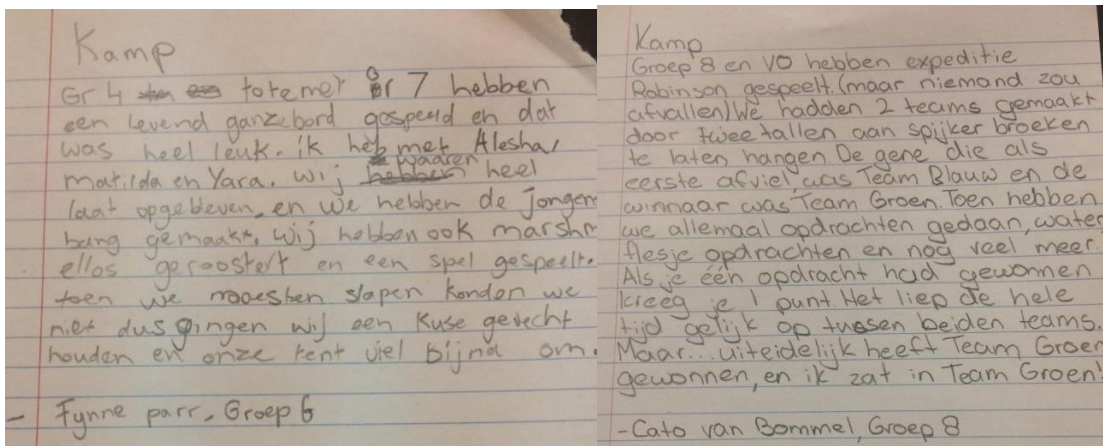 Kamp
Gr 4 totemet Gr 7 hebben
een levend ganzebord gespeeld en dat
was heel leuk. ik heb met Alesha,
matilda en Yara. wij waaren heel
laat opgebleven, en we hebben de jongen
bang gemaakt. wij hebben ook marshm
ellos geroostert en een spel gespeelt.
toen we moesten slapen konden we
niet dus gingen wij een kuse gevecht
houden en onze tent viel bijna om.
- Fynne parr, Groep 6
Kamp
Groep 8 en VO hebben expeditie
Robinson gespeelt. (maar niemand zou
afvallen) We hadden 2 teams gemaakt
door twee tallen aan spijker broeken
te laten hangen. De gene die als
eerste afviel, was Team Blauw en de
winnaar was Team Groen. Toen hebben
we allemaal opdrachten gedaan, water
flesje opdrachten en nog veel meer.
Als je één opdracht had gewonnen
kreeg je 1 punt. Het liep de hele
tijd gelijk op tussen beiden teams.
Maar... uiteidelijk heeft Team Groen
gewonnen, en ik zat in Team Groen!
-Cato van Bommel, Groep 8